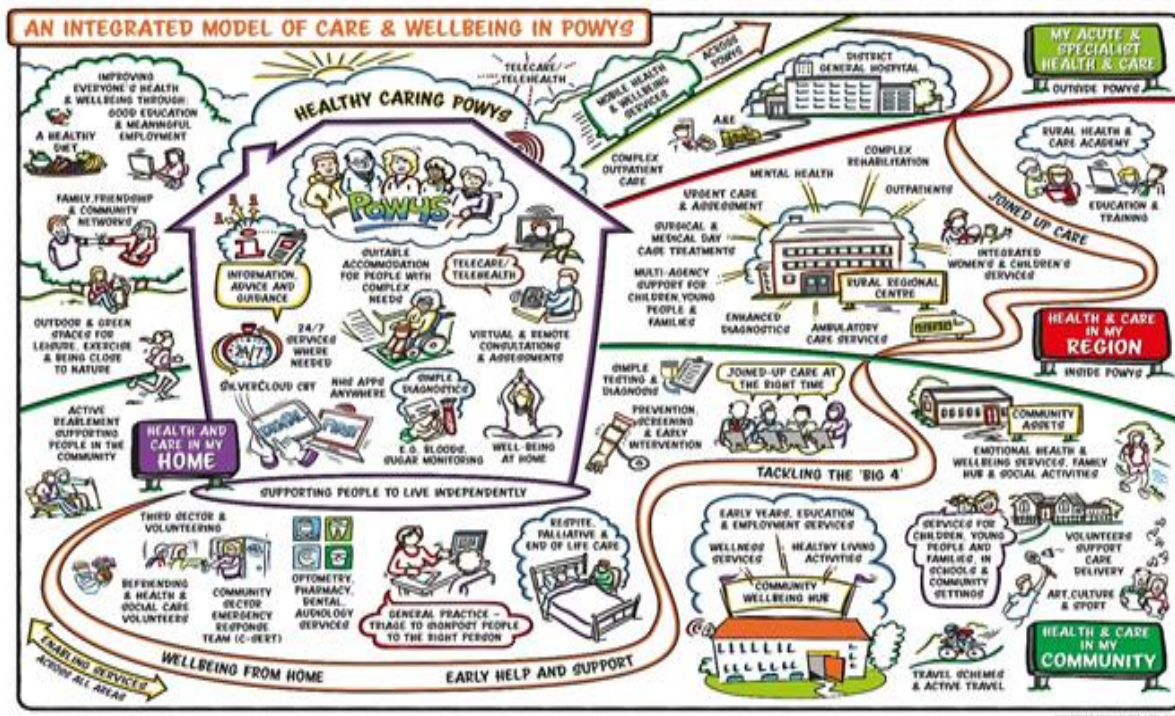 AN INTEGRATED MODEL OF CARE & WELLBEING IN POWYS
IMPROVING
EVERYONE'S HEALTH
& WELLBEING THROUGH:
GOOD EDUCATION
& MEANINGFUL
EMPLOYMENT
A HEALTHY
DIET
FAMILY, FRIENDSHIP
& COMMUNITY
NETWORKS
OUTDOOR & GREEN
SPACES FOR
LEISURE, EXERCISE
& BEING CLOSE
TO NATURE
ACTIVE
REABLEMENT
SUPPORTING
PEOPLE IN THE
COMMUNITY
HEALTHY CARING POWYS
TELECARE/
TELEHEALTH
POWYS
i
INFORMATION,
ADVICE AND
GUIDANCE
SUITABLE
ACCOMMODATION
FOR PEOPLE WITH
COMPLEX
NEEDS
TELECARE/
TELEHEALTH
24/7
24/7
SERVICES
WHERE
NEEDED
VIRTUAL & REMOTE
CONSULTATIONS
& ASSESSMENTS
SILVERCLOUD CBT
NHS APPS
ANYWHERE
DIGITAL
FIRST
SIMPLE
DIAGNOSTICS
E.G. BLOODS,
SUGAR MONITORING
WELL-BEING
AT HOME
HEALTH AND
CARE IN MY
HOME
SUPPORTING PEOPLE TO LIVE INDEPENDENTLY
MOBILE HEALTH
& WELLBEING
SERVICES
ACROSS
POWYS
DISTRICT
GENERAL HOSPITAL
A&E
COMPLEX
OUTPATIENT
CARE
MY ACUTE &
SPECIALIST
HEALTH & CARE
OUTSIDE POWYS
RURAL HEALTH &
CARE ACADEMY
EDUCATION &
TRAINING
JOINED UP CARE
MENTAL HEALTH
COMPLEX
REHABILITATION
OUTPATIENTS
URGENT CARE
& ASSESSMENT
SURGICAL &
MEDICAL DAY
CASE TREATMENTS
MULTI-AGENCY
SUPPORT FOR
CHILDREN, YOUNG
PEOPLE &
FAMILIES
INTEGRATED
WOMEN'S & CHILDREN'S
SERVICES
RURAL REGIONAL
CENTRE
ENHANCED
DIAGNOSTICS
AMBULATORY
CARE SERVICES
HEALTH & CARE
IN MY
REGION
INSIDE POWYS
SIMPLE
TESTING &
DIAGNOSIS
PREVENTION,
SCREENING
& EARLY
INTERVENTION
JOINED-UP CARE AT
THE RIGHT TIME
TACKLING THE 'BIG 4'
COMMUNITY
ASSETS
EMOTIONAL HEALTH &
WELLBEING SERVICES, FAMILY
HUB & SOCIAL ACTIVITIES
THIRD SECTOR &
VOLUNTEERING
BEFRIENDING
& HEALTH &
SOCIAL CARE
VOLUNTEERS
COMMUNITY
SECTOR
EMERGENCY
RESPONSE
TEAM (C-SERT)
OPTOMETRY,
PHARMACY,
DENTAL,
AUDIOLOGY
SERVICES
GENERAL PRACTICE -
TRIAGE TO SIGNPOST PEOPLE
TO THE RIGHT PERSON
RESPITE,
PALLIATIVE &
END OF LIFE CARE
EARLY YEARS, EDUCATION
& EMPLOYMENT SERVICES
WELLNESS
SERVICES
HEALTHY LIVING
ACTIVITIES
COMMUNITY
WELLBEING HUB
SERVICES FOR
CHILDREN, YOUNG
PEOPLE AND
FAMILIES, IN
SCHOOLS &
COMMUNITY
SETTINGS
VOLUNTEERS
SUPPORT
CARE
DELIVERY
ART, CULTURE
& SPORT
TRAVEL SCHEMES
& ACTIVE TRAVEL
HEALTH & CARE
IN MY
COMMUNITY
ENABLING SERVICES
ACROSS ALL AREAS
WELLBEING FROM HOME
EARLY HELP AND SUPPORT